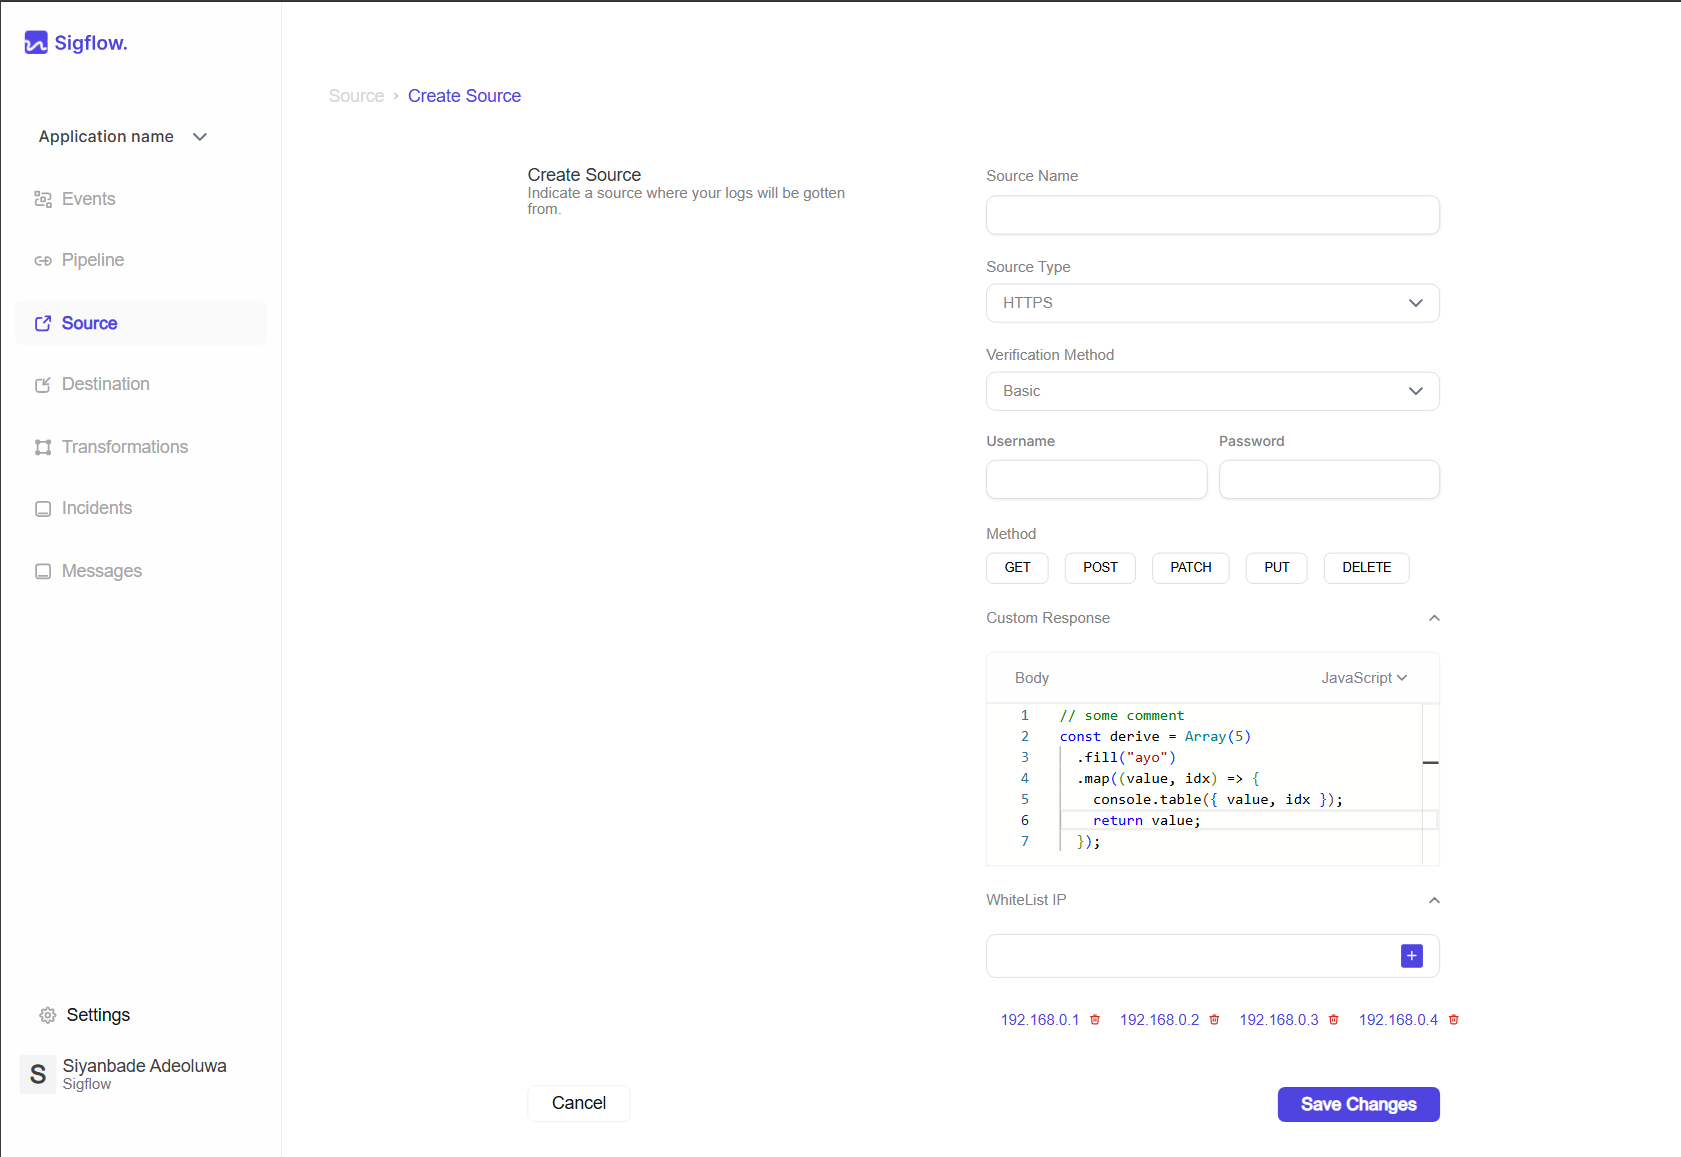 Sigflow.
Application name
Events
Pipeline
Source
Destination
Transformations
Incidents
Messages
Settings
S
Siyanbade Adeoluwa
Sigflow
Source › Create Source
Create Source
Indicate a source where your logs will be gotten
from.
Source Name
Source Type
HTTPS
Verification Method
Basic
Username Password
Method
GET POST PATCH PUT DELETE
Custom Response
Body JavaScript
1 // some comment
2 const derive = Array(5)
3 .fill("ayo")
4 .map((value, idx) => {
5 console.table({ value, idx });
6 return value;
7 });
WhiteList IP
+
192.168.0.1 192.168.0.2 192.168.0.3 192.168.0.4
Cancel Save Changes